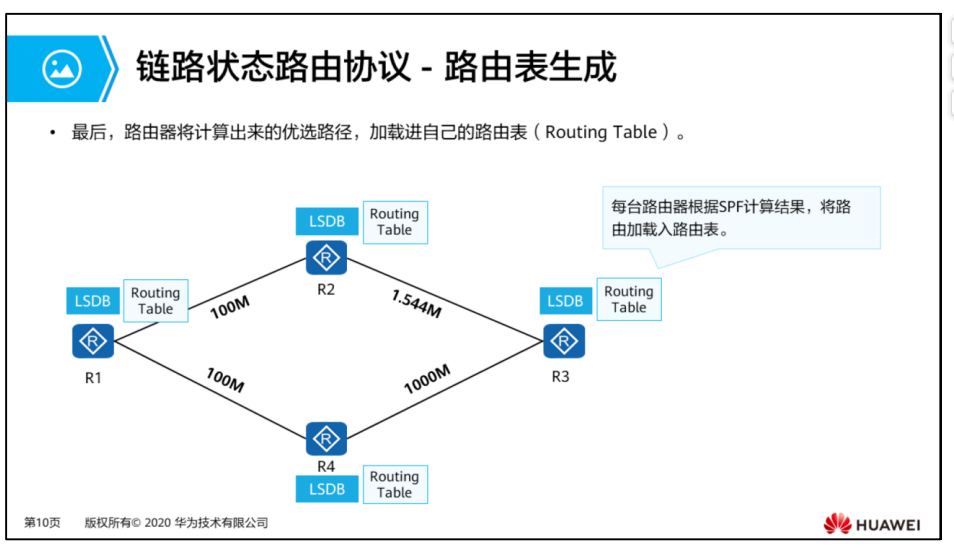 链路状态路由协议 - 路由表生成
• 最后，路由器将计算出来的优选路径，加载进自己的路由表（Routing Table）。
每台路由器根据SPF计算结果，将路
由加载入路由表。
LSDB
Routing
Table
R
R2
LSDB
Routing
Table
R
R1
100M
1.544M
LSDB
Routing
Table
R
R3
100M
1000M
R
R4
LSDB
Routing
Table
第10页 版权所有© 2020 华为技术有限公司
HUAWEI